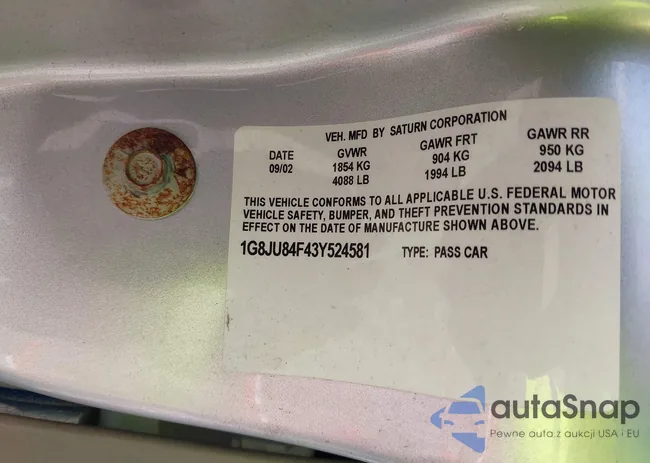 VEH. MFD BY SATURN CORPORATION
DATE GVWR GAWR FRT GAWR RR
09/02 1854 KG 904 KG 950 KG
4088 LB 1994 LB 2094 LB
THIS VEHICLE CONFORMS TO ALL APPLICABLE U.S. FEDERAL MOTOR
VEHICLE SAFETY, BUMPER, AND THEFT PREVENTION STANDARDS IN
EFFECT ON THE DATE OF MANUFACTURE SHOWN ABOVE.
1G8JU84F43Y524581 TYPE: PASS CAR
autaSnap
Pewne auta z aukcji USA i EU